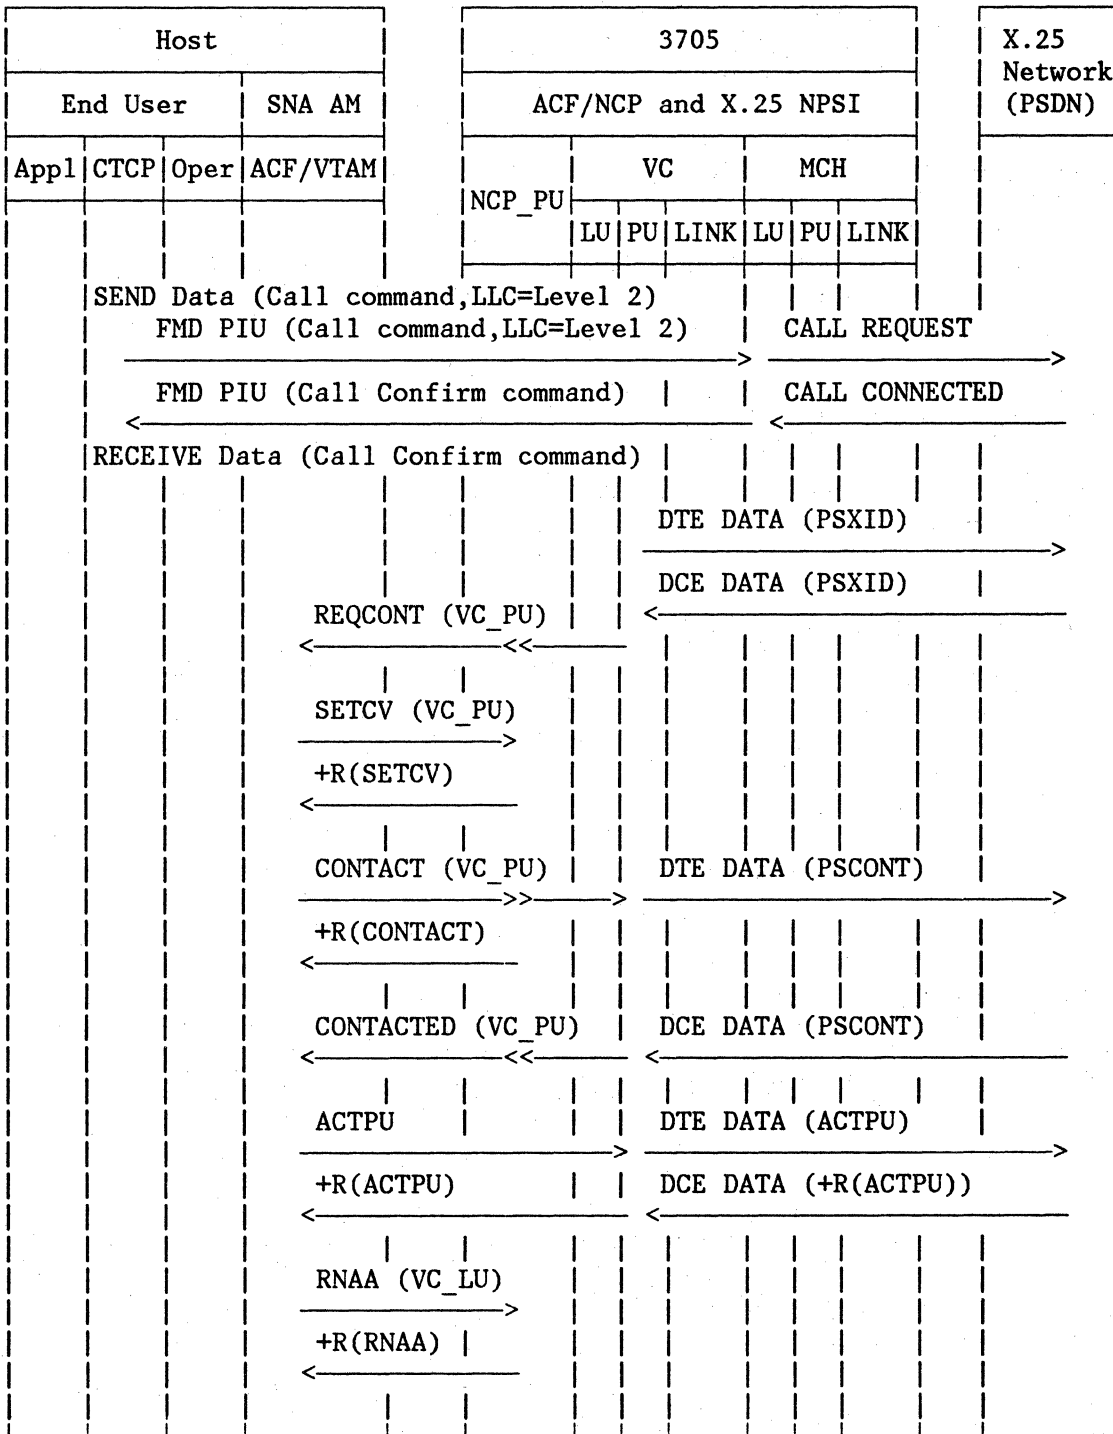 Host 3705 X.25
Network
End User SNA AM ACF/NCP and X.25 NPSI (PSDN)
Appl CTCP Oper ACF/VTAM VC MCH
NCP_PU
LU PU LINK LU PU LINK
SEND Data (Call command,LLC=Level 2)
FMD PIU (Call command,LLC=Level 2) CALL REQUEST
FMD PIU (Call Confirm command) CALL CONNECTED
RECEIVE Data (Call Confirm command)
DTE DATA (PSXID)
DCE DATA (PSXID)
REQCONT (VC_PU)
SETCV (VC_PU)
+R(SETCV)
CONTACT (VC_PU) DTE DATA (PSCONT)
+R(CONTACT)
CONTACTED (VC_PU) DCE DATA (PSCONT)
ACTPU DTE DATA (ACTPU)
+R(ACTPU) DCE DATA (+R(ACTPU))
RNAA (VC_LU)
+R(RNAA)